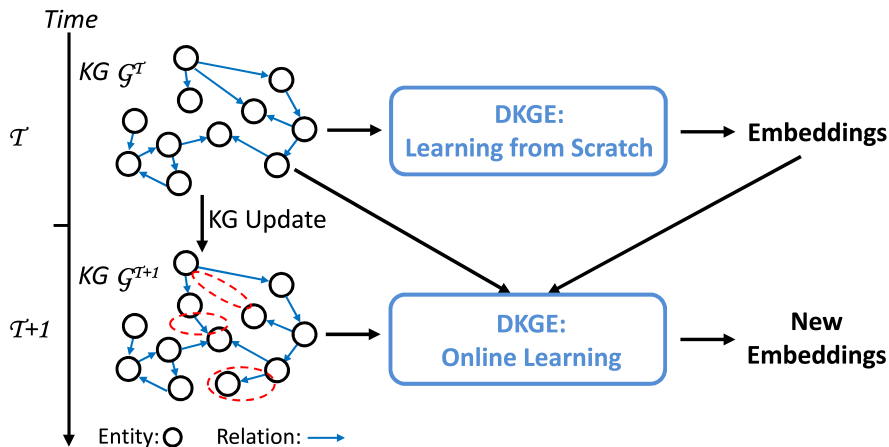 Time
KG 𝒢^𝒯
𝒯
DKGE:
Learning from Scratch
Embeddings
KG Update
KG 𝒢^𝒯+1
𝒯+1
DKGE:
Online Learning
New
Embeddings
Entity:
Relation: